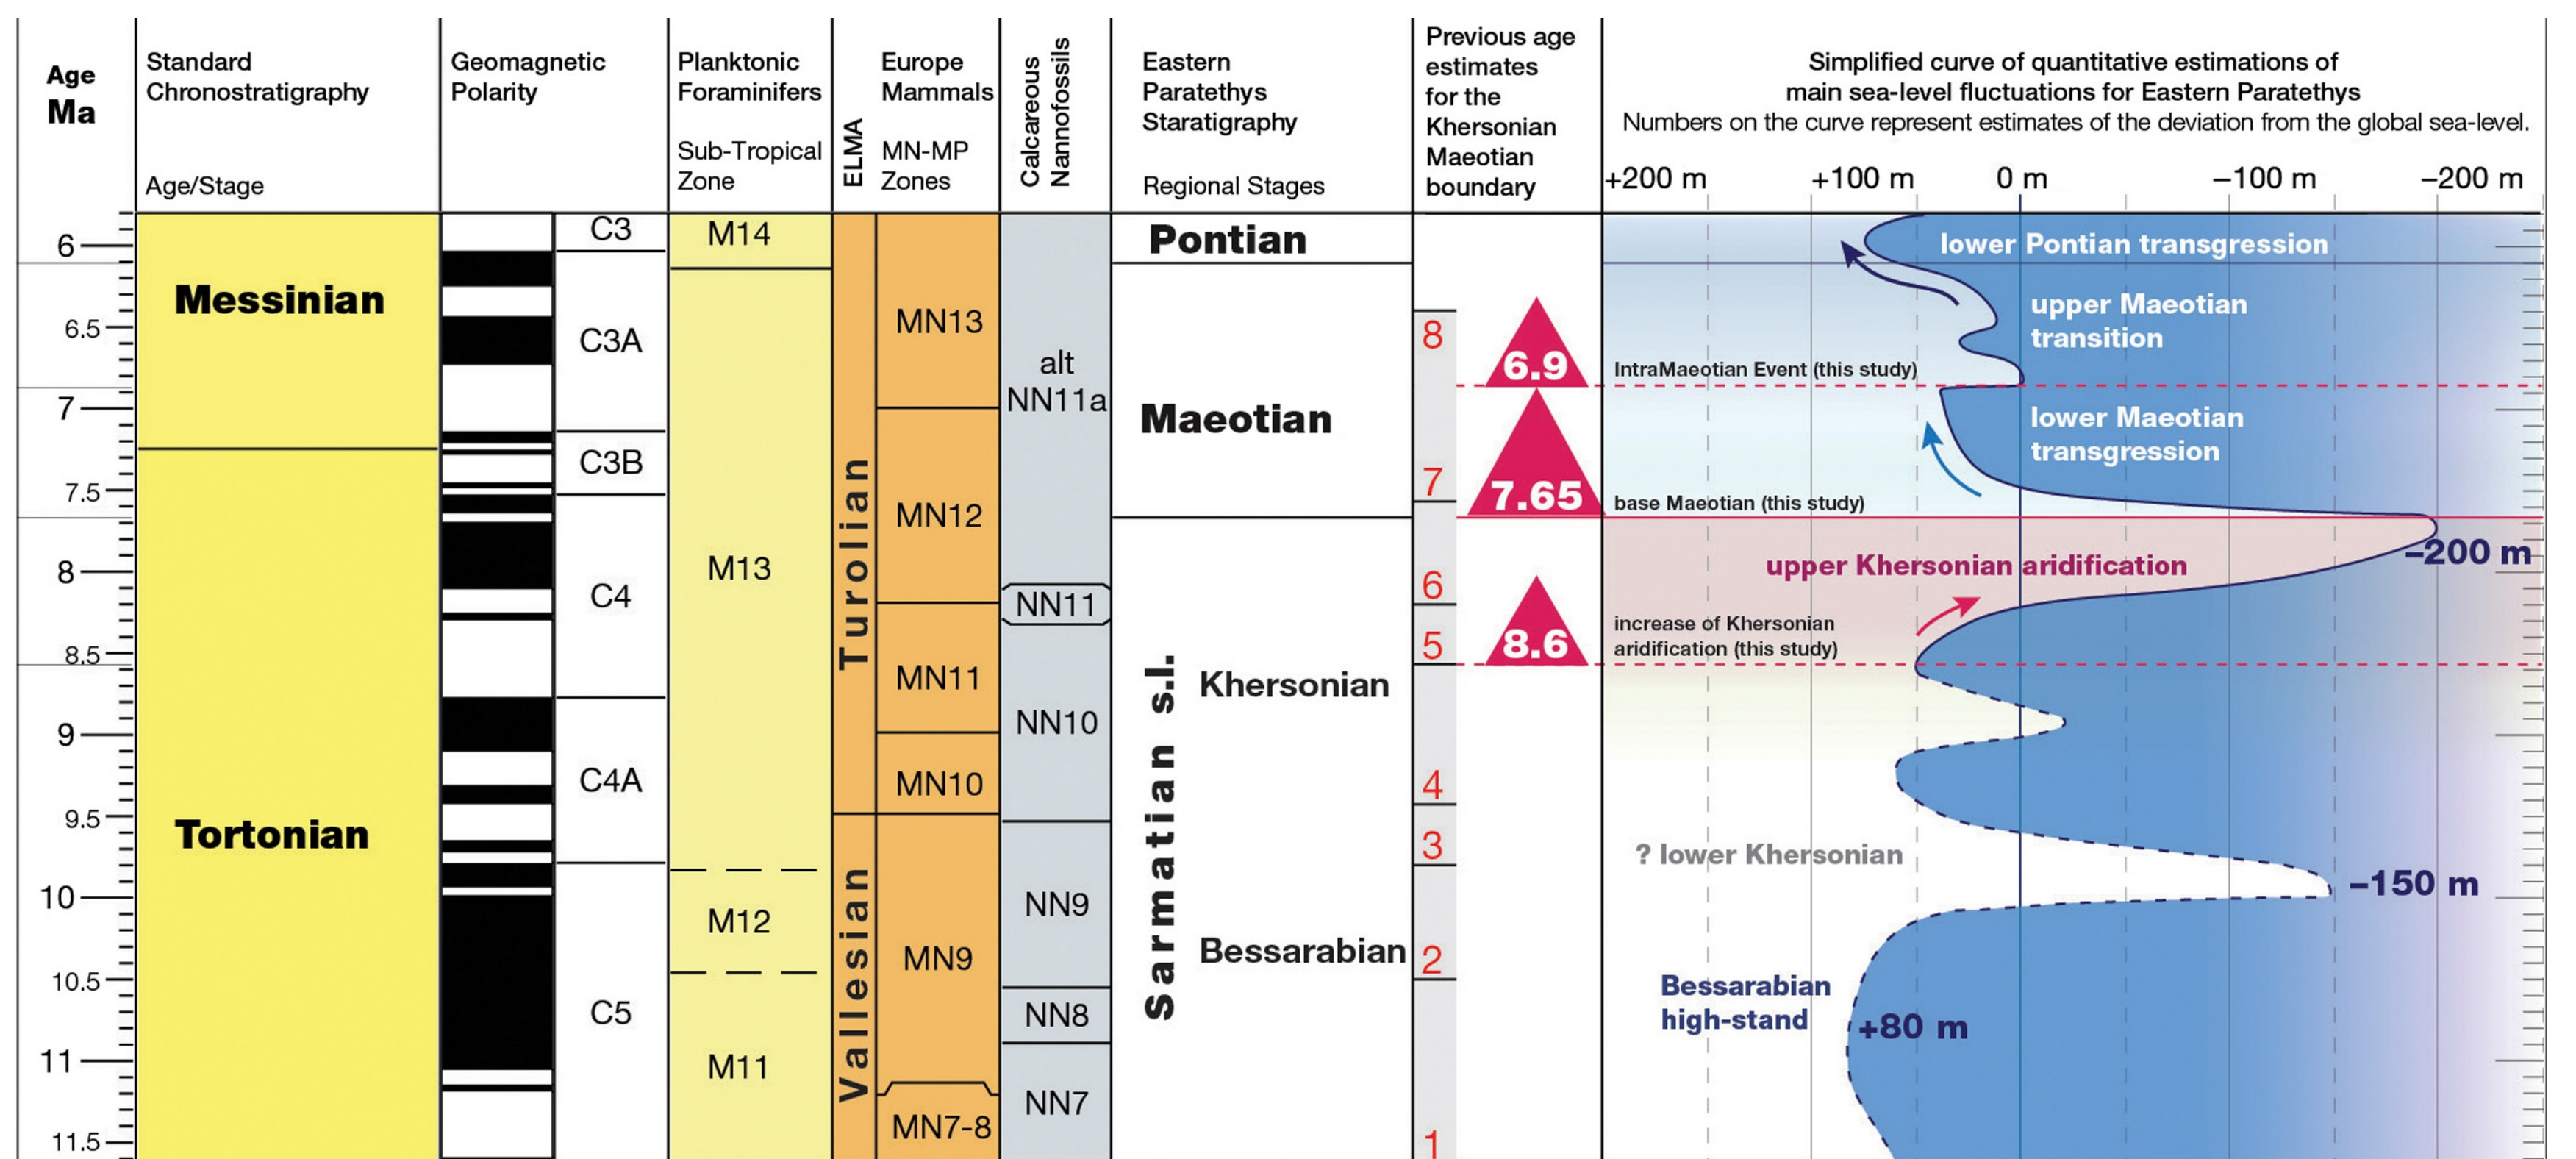 Age
Ma
Standard
Chronostratigraphy
Age/Stage
Geomagnetic
Polarity
Planktonic
Foraminifers
Sub-Tropical
Zone
ELMA
Europe
Mammals
MN-MP
Zones
Calcareous
Nannofossils
Eastern
Paratethys
Staratigraphy
Regional Stages
Previous age
estimates
for the
Khersonian
Maeotian
boundary
Simplified curve of quantitative estimations of
main sea-level fluctuations for Eastern Paratethys
Numbers on the curve represent estimates of the deviation from the global sea-level.
+200 m
+100 m
0 m
−100 m
−200 m
6
6.5
7
7.5
8
8.5
9
9.5
10
10.5
11
11.5
Messinian
Tortonian
C3
C3A
C3B
C4
C4A
C5
M14
M13
M12
M11
Turolian
Vallesian
MN13
MN12
MN11
MN10
MN9
MN7-8
alt
NN11a
NN11
NN10
NN9
NN8
NN7
Pontian
Maeotian
Sarmatian s.l.
Khersonian
Bessarabian
8
7
6
5
4
3
2
1
6.9
7.65
8.6
lower Pontian transgression
upper Maeotian
transition
IntraMaeotian Event (this study)
lower Maeotian
transgression
base Maeotian (this study)
−200 m
upper Khersonian aridification
increase of Khersonian
aridification (this study)
? lower Khersonian
−150 m
Bessarabian
high-stand
+80 m